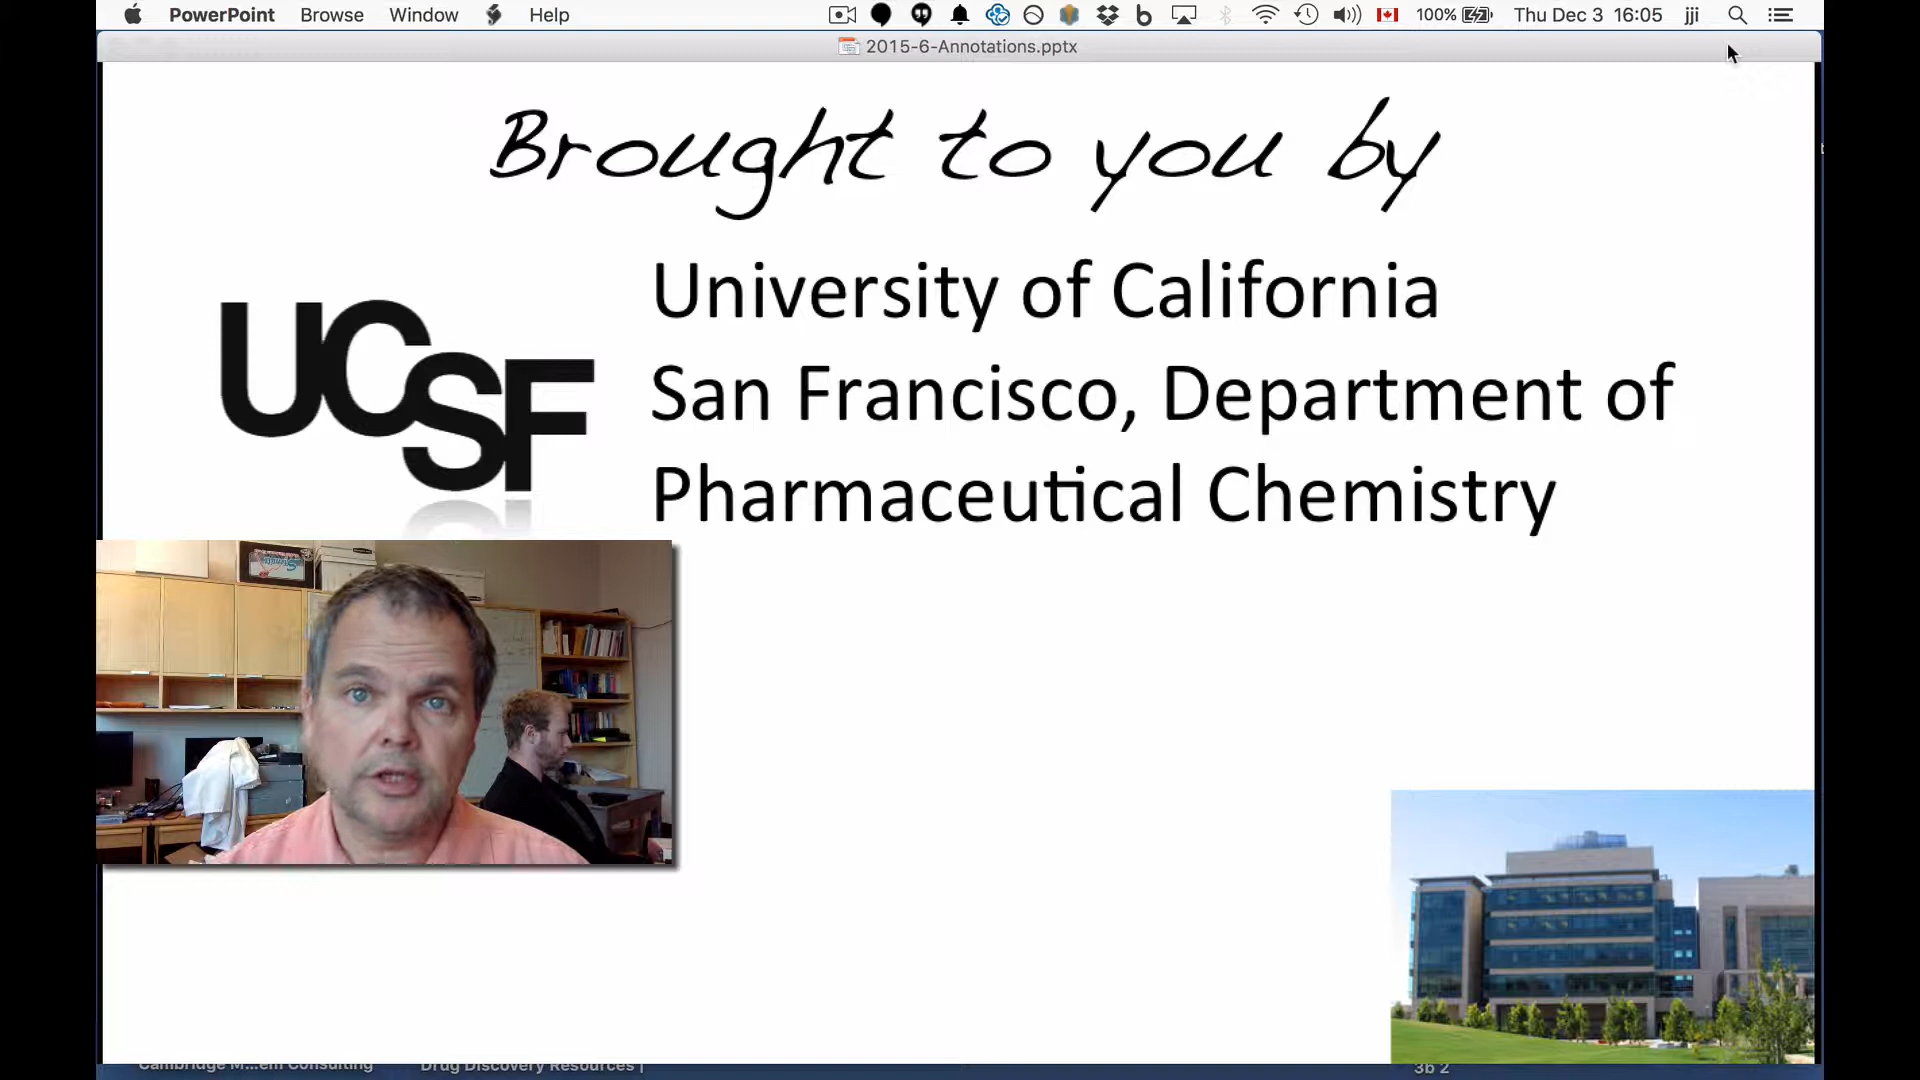 PowerPoint Browse Window Help 100% Thu Dec 3 16:05 jji
2015-6-Annotations.pptx
Brought to you by
UCSF
University of California
San Francisco, Department of
Pharmaceutical Chemistry
Cambridge M...em Consulting Drug Discovery Resources | 3b 2